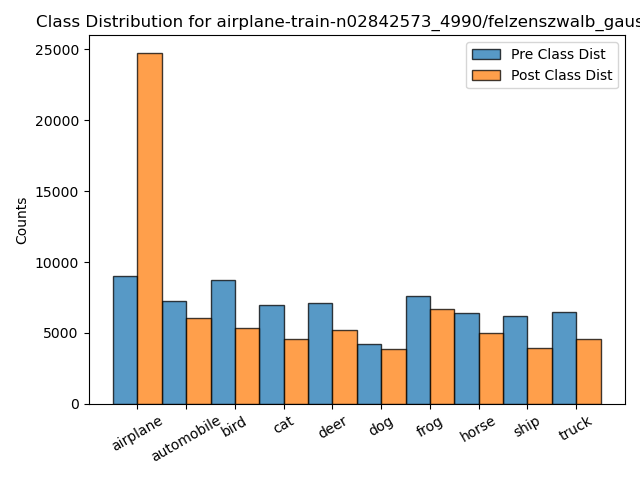 Class Distribution for airplane-train-n02842573_4990/felzenszwalb_gaus
Pre Class Dist
Post Class Dist
25000
20000
15000
10000
5000
0
Counts
airplane
automobile
bird
cat
deer
dog
frog
horse
ship
truck